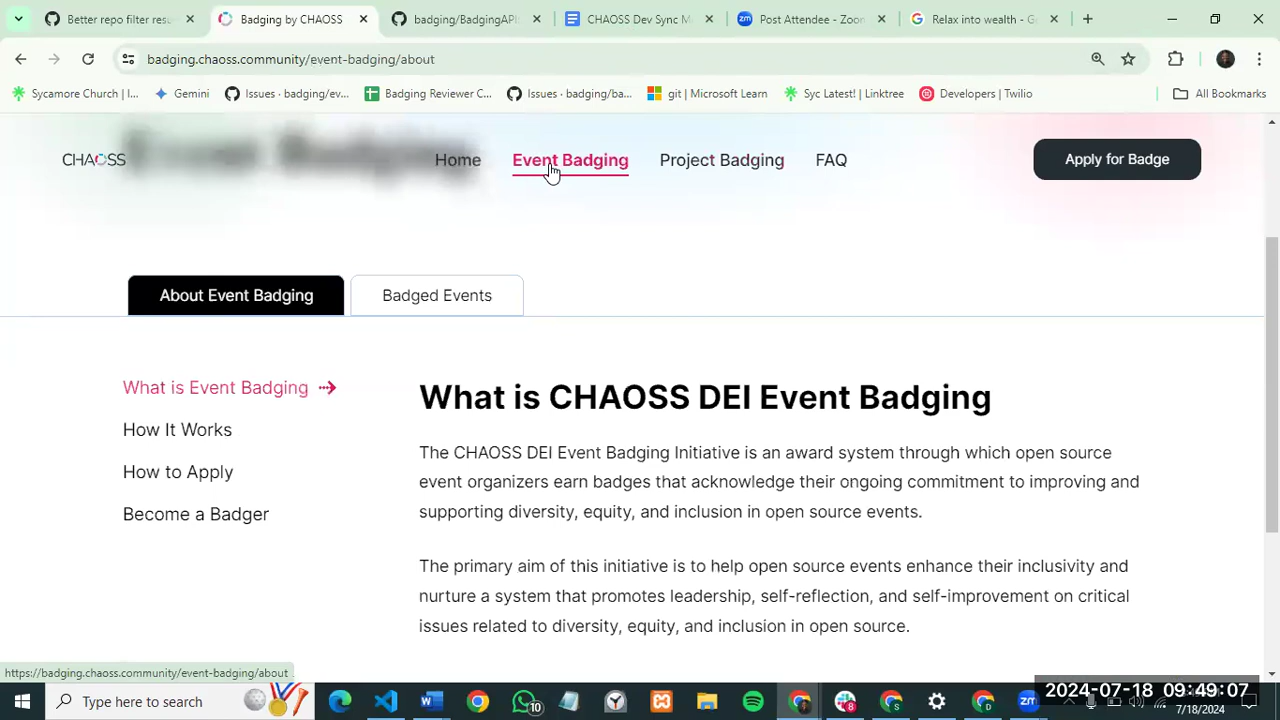 Better repo filter resu
Badging by CHAOSS
badging/BadgingAPI
CHAOSS Dev Sync M
Post Attendee - Zoom
Relax into wealth - G
badging.chaoss.community/event-badging/about
Sycamore Church | l...
Gemini
Issues · badging/ev...
Badging Reviewer C...
Issues · badging/ba...
git | Microsoft Learn
Syc Latest! | Linktree
Developers | Twilio
All Bookmarks
CHAOSS
Event Badging
Home
Event Badging
Project Badging
FAQ
Apply for Badge
About Event Badging
Badged Events
What is Event Badging
How It Works
How to Apply
Become a Badger
What is CHAOSS DEI Event Badging
The CHAOSS DEI Event Badging Initiative is an award system through which open source
event organizers earn badges that acknowledge their ongoing commitment to improving and
supporting diversity, equity, and inclusion in open source events.
The primary aim of this initiative is to help open source events enhance their inclusivity and
nurture a system that promotes leadership, self-reflection, and self-improvement on critical
issues related to diversity, equity, and inclusion in open source.
https://badging.chaoss.community/event-badging/about
Type here to search
10
8
zm
2024-07-18 09:49:07
7/18/2024